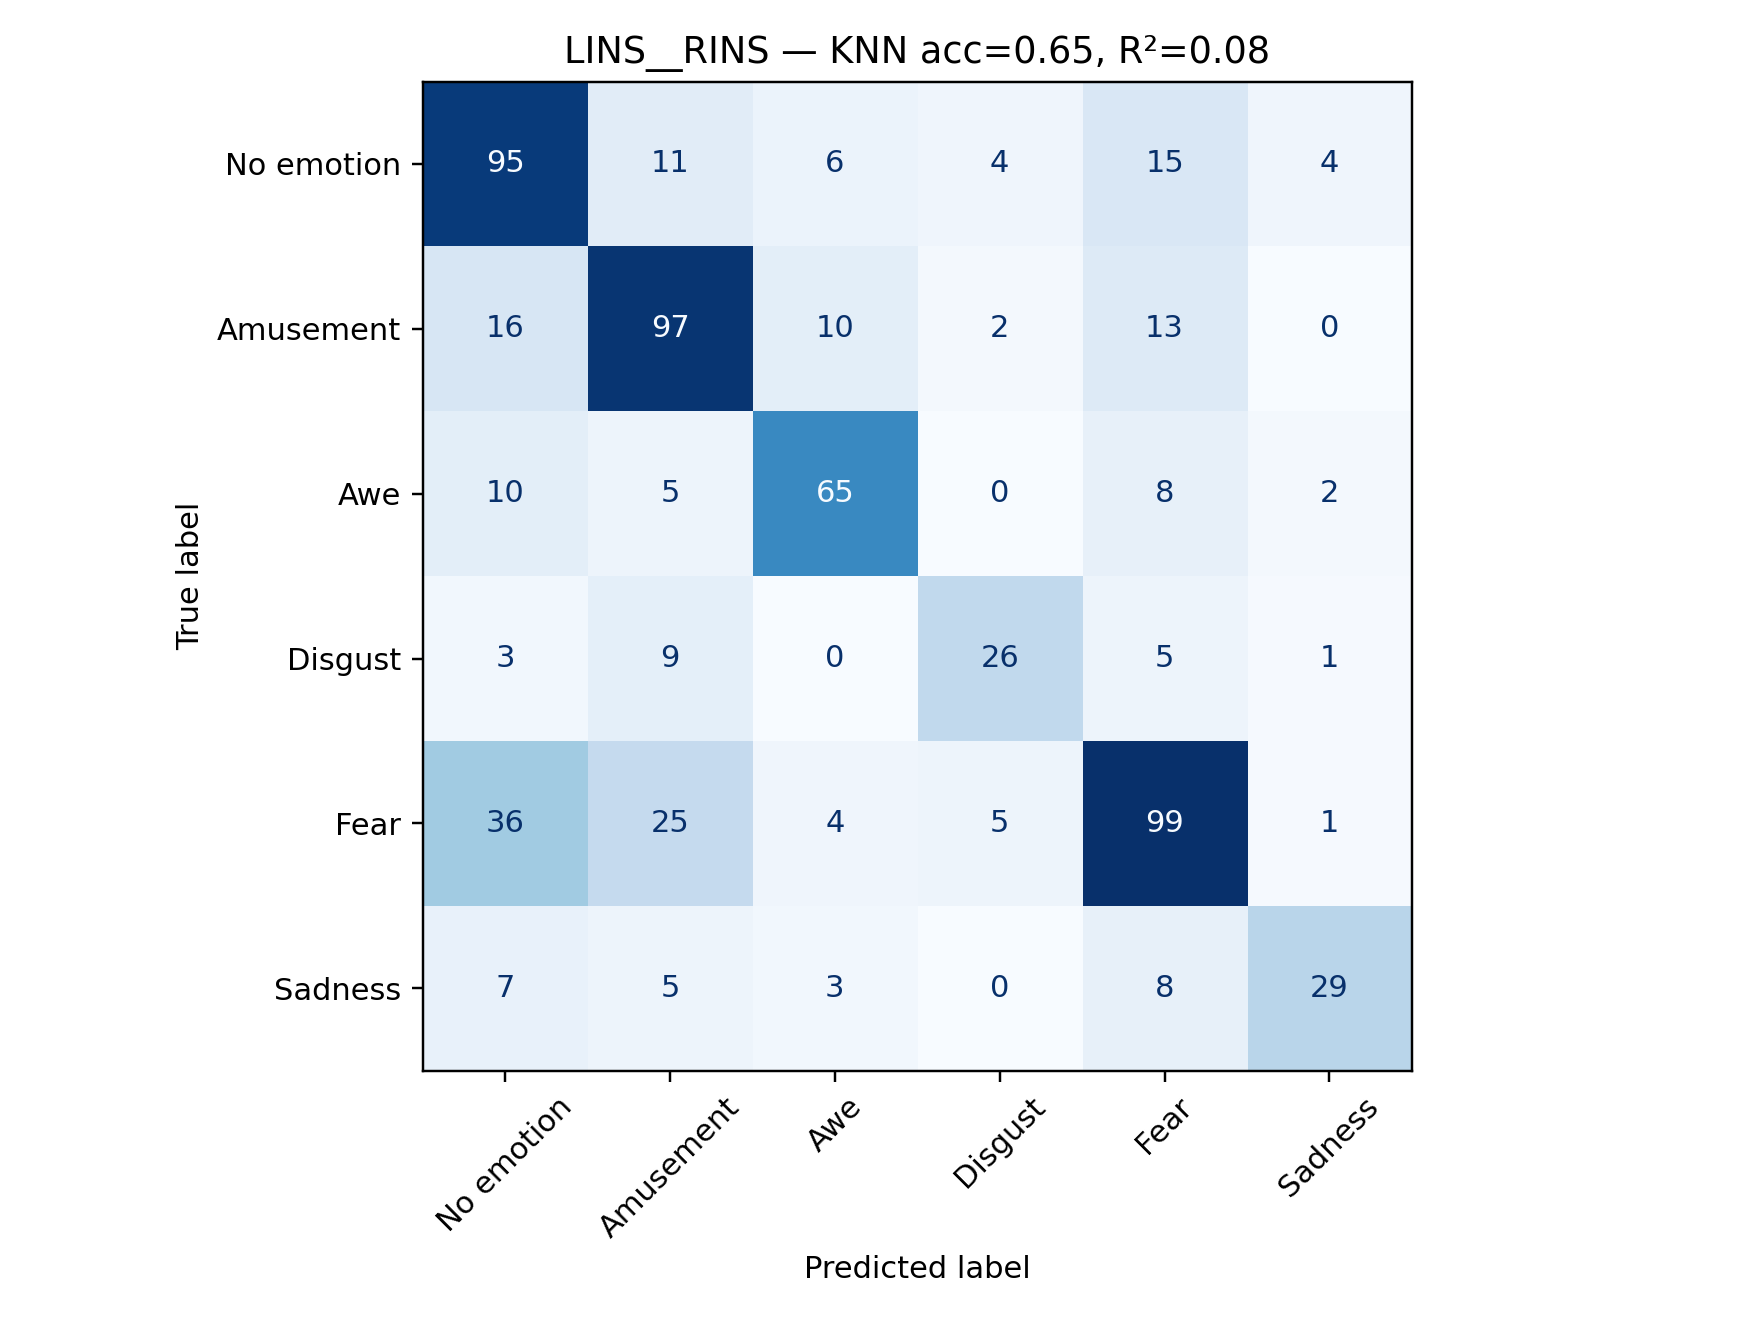 LINS__RINS — KNN acc=0.65, R²=0.08
No emotion 95 11 6 4 15 4
Amusement 16 97 10 2 13 0
Awe 10 5 65 0 8 2
Disgust 3 9 0 26 5 1
Fear 36 25 4 5 99 1
Sadness 7 5 3 0 8 29
True label
No emotion Amusement Awe Disgust Fear Sadness
Predicted label